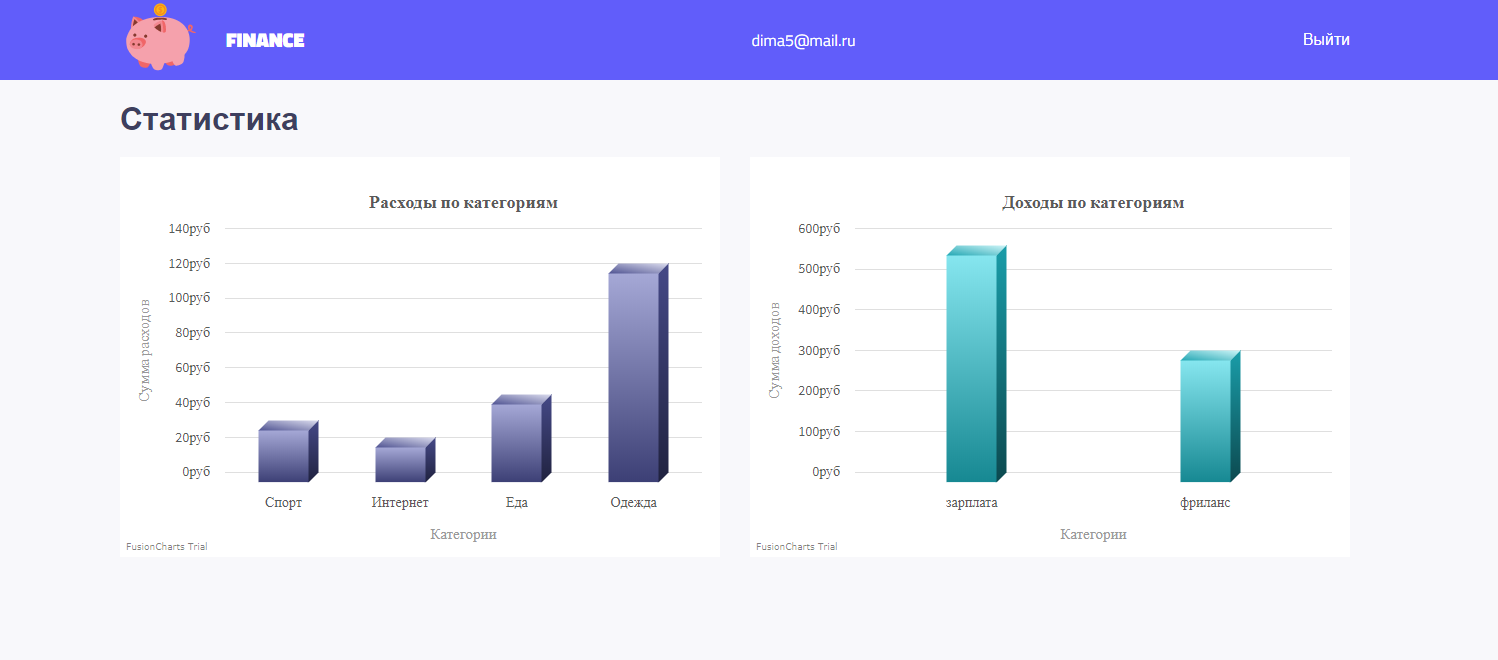 FINANCE
dima5@mail.ru
Выйти
Статистика
Расходы по категориям
140руб
120руб
100руб
80руб
60руб
40руб
20руб
0руб
Сумма расходов
Спорт
Интернет
Еда
Одежда
Категории
FusionCharts Trial
Доходы по категориям
600руб
500руб
400руб
300руб
200руб
100руб
0руб
Сумма доходов
зарплата
фриланс
Категории
FusionCharts Trial